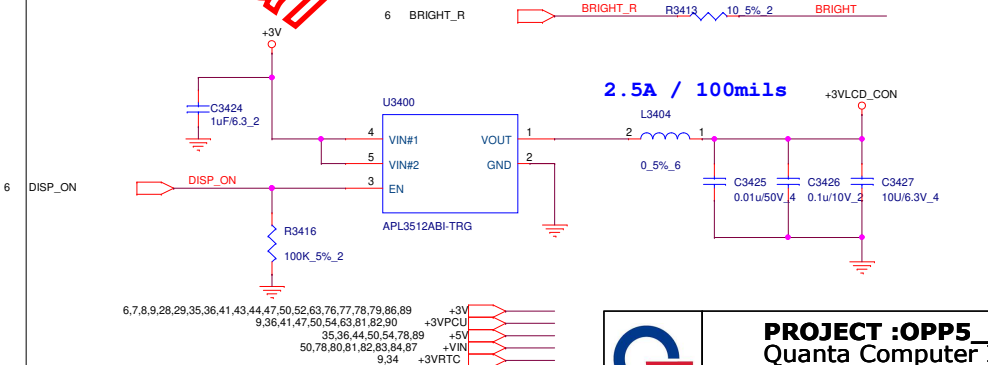 6 BRIGHT_R BRIGHT_R R3413 10_5%_2 BRIGHT
+3V
2.5A / 100mils
+3VLCD_CON
C3424
1uF/6.3_2
U3400
L3404
4 VIN#1 VOUT 1 2 1
5 VIN#2 GND 2
0_5%_6
6 DISP_ON DISP_ON 3 EN
C3425 C3426 C3427
0.01u/50V_4 0.1u/10V_2 10U/6.3V_4
APL3512ABI-TRG
R3416
100K_5%_2
6,7,8,9,28,29,35,36,41,43,44,47,50,52,63,76,77,78,79,86,89 +3V
9,36,41,47,50,54,63,81,82,90 +3VPCU
35,36,44,50,54,78,89 +5V
50,78,80,81,82,83,84,87 +VIN
9,34 +3VRTC
PROJECT :OPP5_
Quanta Computer